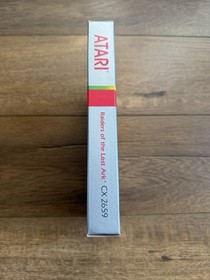 ATARI®
Raiders of the Lost Ark™ CX 2659